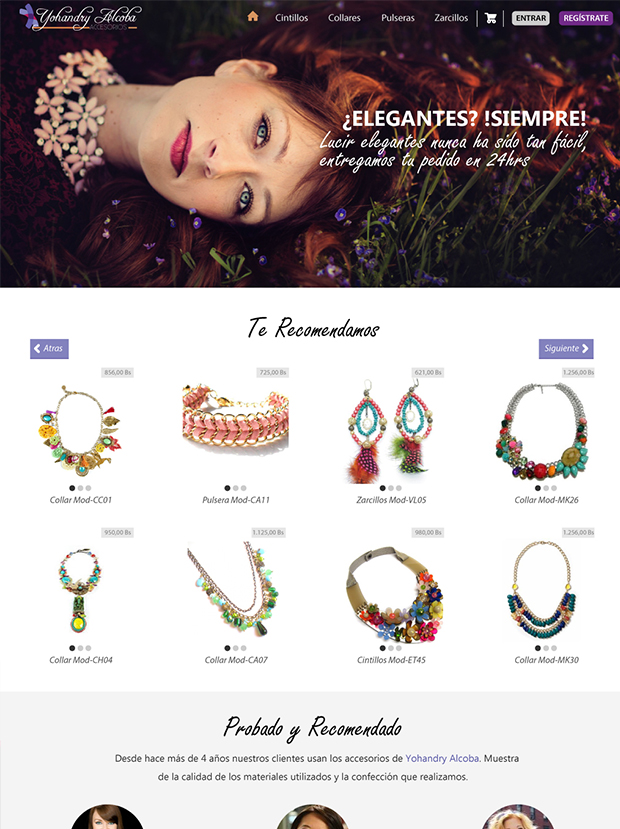 Yohandry Alcoba
ACCESORIOS
Cintillos Collares Pulseras Zarcillos ENTRAR REGÍSTRATE
¿ELEGANTES? !SIEMPRE!
Lucir elegantes nunca ha sido tan fácil,
entregamos tu pedido en 24hrs
Te Recomendamos
Atras Siguiente
856,00 Bs 725,00 Bs 621,00 Bs 1.256,00 Bs
Collar Mod-CC01 Pulsera Mod-CA11 Zarcillos Mod-VL05 Collar Mod-MK26
950,00 Bs 1.125,00 Bs 980,00 Bs 1.256,00 Bs
Collar Mod-CH04 Collar Mod-CA07 Cintillos Mod-ET45 Collar Mod-MK30
Probado y Recomendado
Desde hace más de 4 años nuestros clientes usan los accesorios de Yohandry Alcoba. Muestra
de la calidad de los materiales utilizados y la confección que realizamos.